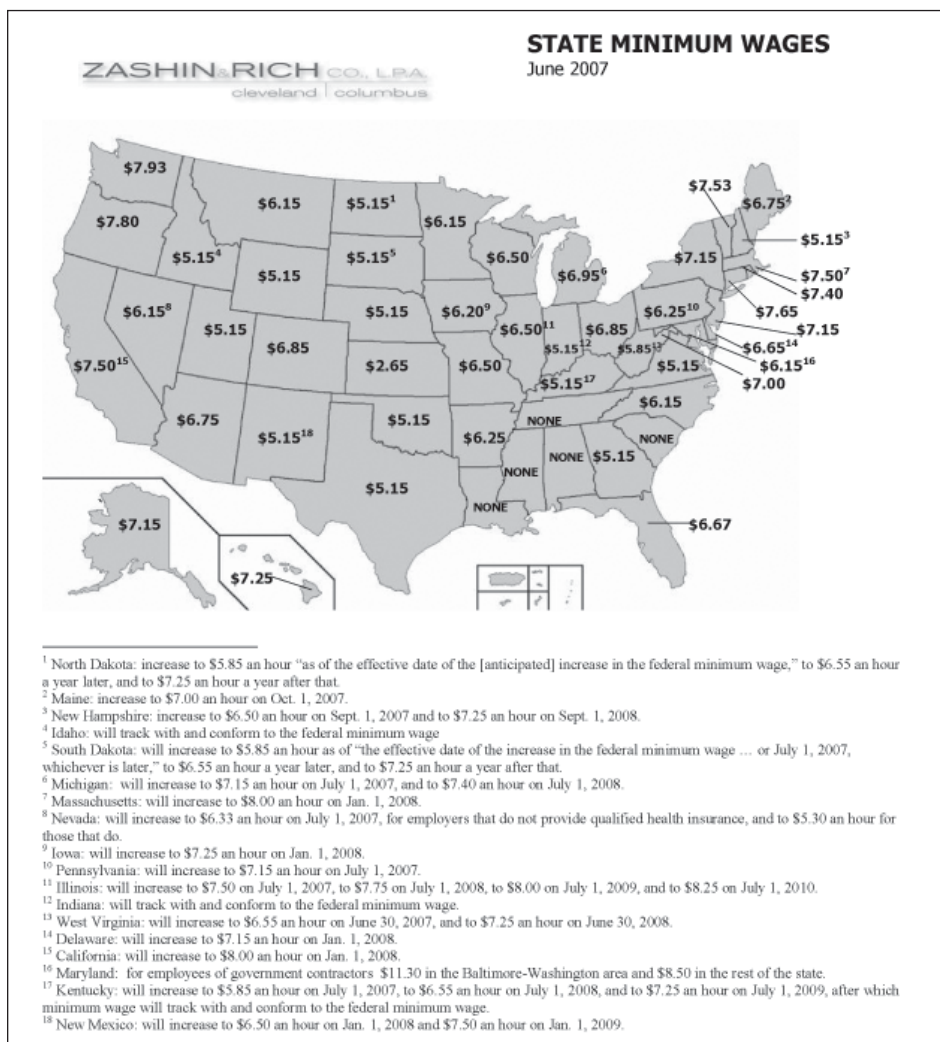 STATE MINIMUM WAGES
June 2007
ZASHIN & RICH CO., L.P.A.
cleveland | columbus
$7.93
$6.15
$5.15¹
$6.15
$7.53
$6.75²
$7.80
$5.15⁴
$5.15⁵
$6.50
$6.95⁶
$7.15
$5.15³
$5.15
$7.50⁷
$7.40
$6.15⁸
$5.15
$6.20⁹
$6.25¹⁰
$7.65
$5.15
$6.50¹¹
$6.85
$7.15
$6.85
$5.15¹²
$5.85¹³
$6.65¹⁴
$7.50¹⁵
$2.65
$6.50
$5.15
$6.15¹⁶
$5.15¹⁷
$7.00
$6.15
$6.75
$5.15¹⁸
$5.15
$6.25
NONE
NONE
$5.15
NONE
NONE
$5.15
NONE
$7.15
$6.67
$7.25
¹ North Dakota: increase to $5.85 an hour “as of the effective date of the [anticipated] increase in the federal minimum wage,” to $6.55 an hour
a year later, and to $7.25 an hour a year after that.
² Maine: increase to $7.00 an hour on Oct. 1, 2007.
³ New Hampshire: increase to $6.50 an hour on Sept. 1, 2007 and to $7.25 an hour on Sept. 1, 2008.
⁴ Idaho: will track with and conform to the federal minimum wage
⁵ South Dakota: will increase to $5.85 an hour as of “the effective date of the increase in the federal minimum wage … or July 1, 2007,
whichever is later,” to $6.55 an hour a year later, and to $7.25 an hour a year after that.
⁶ Michigan: will increase to $7.15 an hour on July 1, 2007, and to $7.40 an hour on July 1, 2008.
⁷ Massachusetts: will increase to $8.00 an hour on Jan. 1, 2008.
⁸ Nevada: will increase to $6.33 an hour on July 1, 2007, for employers that do not provide qualified health insurance, and to $5.30 an hour for
those that do.
⁹ Iowa: will increase to $7.25 an hour on Jan. 1, 2008.
¹⁰ Pennsylvania: will increase to $7.15 an hour on July 1, 2007.
¹¹ Illinois: will increase to $7.50 on July 1, 2007, to $7.75 on July 1, 2008, to $8.00 on July 1, 2009, and to $8.25 on July 1, 2010.
¹² Indiana: will track with and conform to the federal minimum wage.
¹³ West Virginia: will increase to $6.55 an hour on June 30, 2007, and to $7.25 an hour on June 30, 2008.
¹⁴ Delaware: will increase to $7.15 an hour on Jan. 1, 2008.
¹⁵ California: will increase to $8.00 an hour on Jan. 1, 2008.
¹⁶ Maryland: for employees of government contractors $11.30 in the Baltimore-Washington area and $8.50 in the rest of the state.
¹⁷ Kentucky: will increase to $5.85 an hour on July 1, 2007, to $6.55 an hour on July 1, 2008, and to $7.25 an hour on July 1, 2009, after which
minimum wage will track with and conform to the federal minimum wage.
¹⁸ New Mexico: will increase to $6.50 an hour on Jan. 1, 2008 and $7.50 an hour on Jan. 1, 2009.